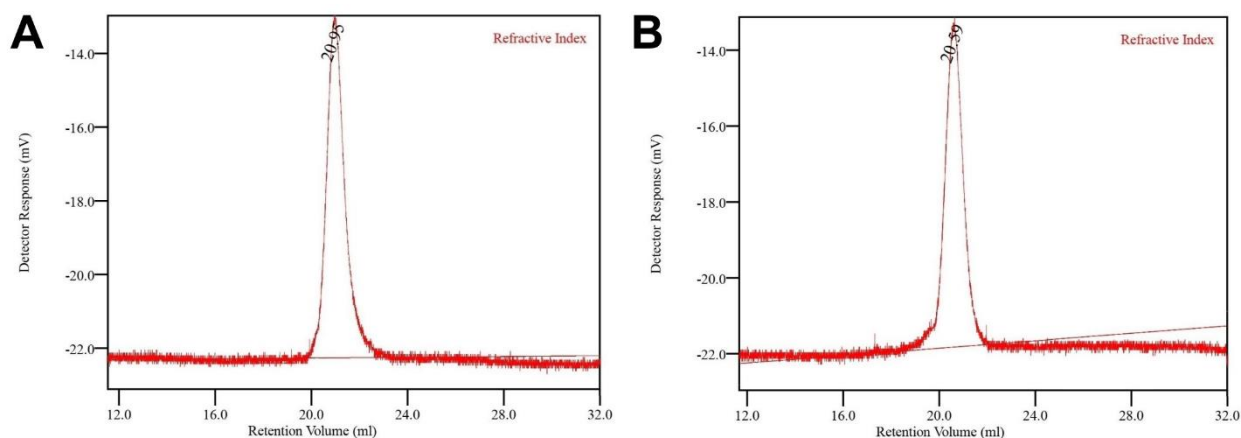 A
20.95
Refractive Index
Detector Response (mV)
-14.0
-16.0
-18.0
-20.0
-22.0
12.0 16.0 20.0 24.0 28.0 32.0
Retention Volume (ml)
B
20.59
Refractive Index
Detector Response (mV)
-14.0
-16.0
-18.0
-20.0
-22.0
12.0 16.0 20.0 24.0 28.0 32.0
Retention Volume (ml)